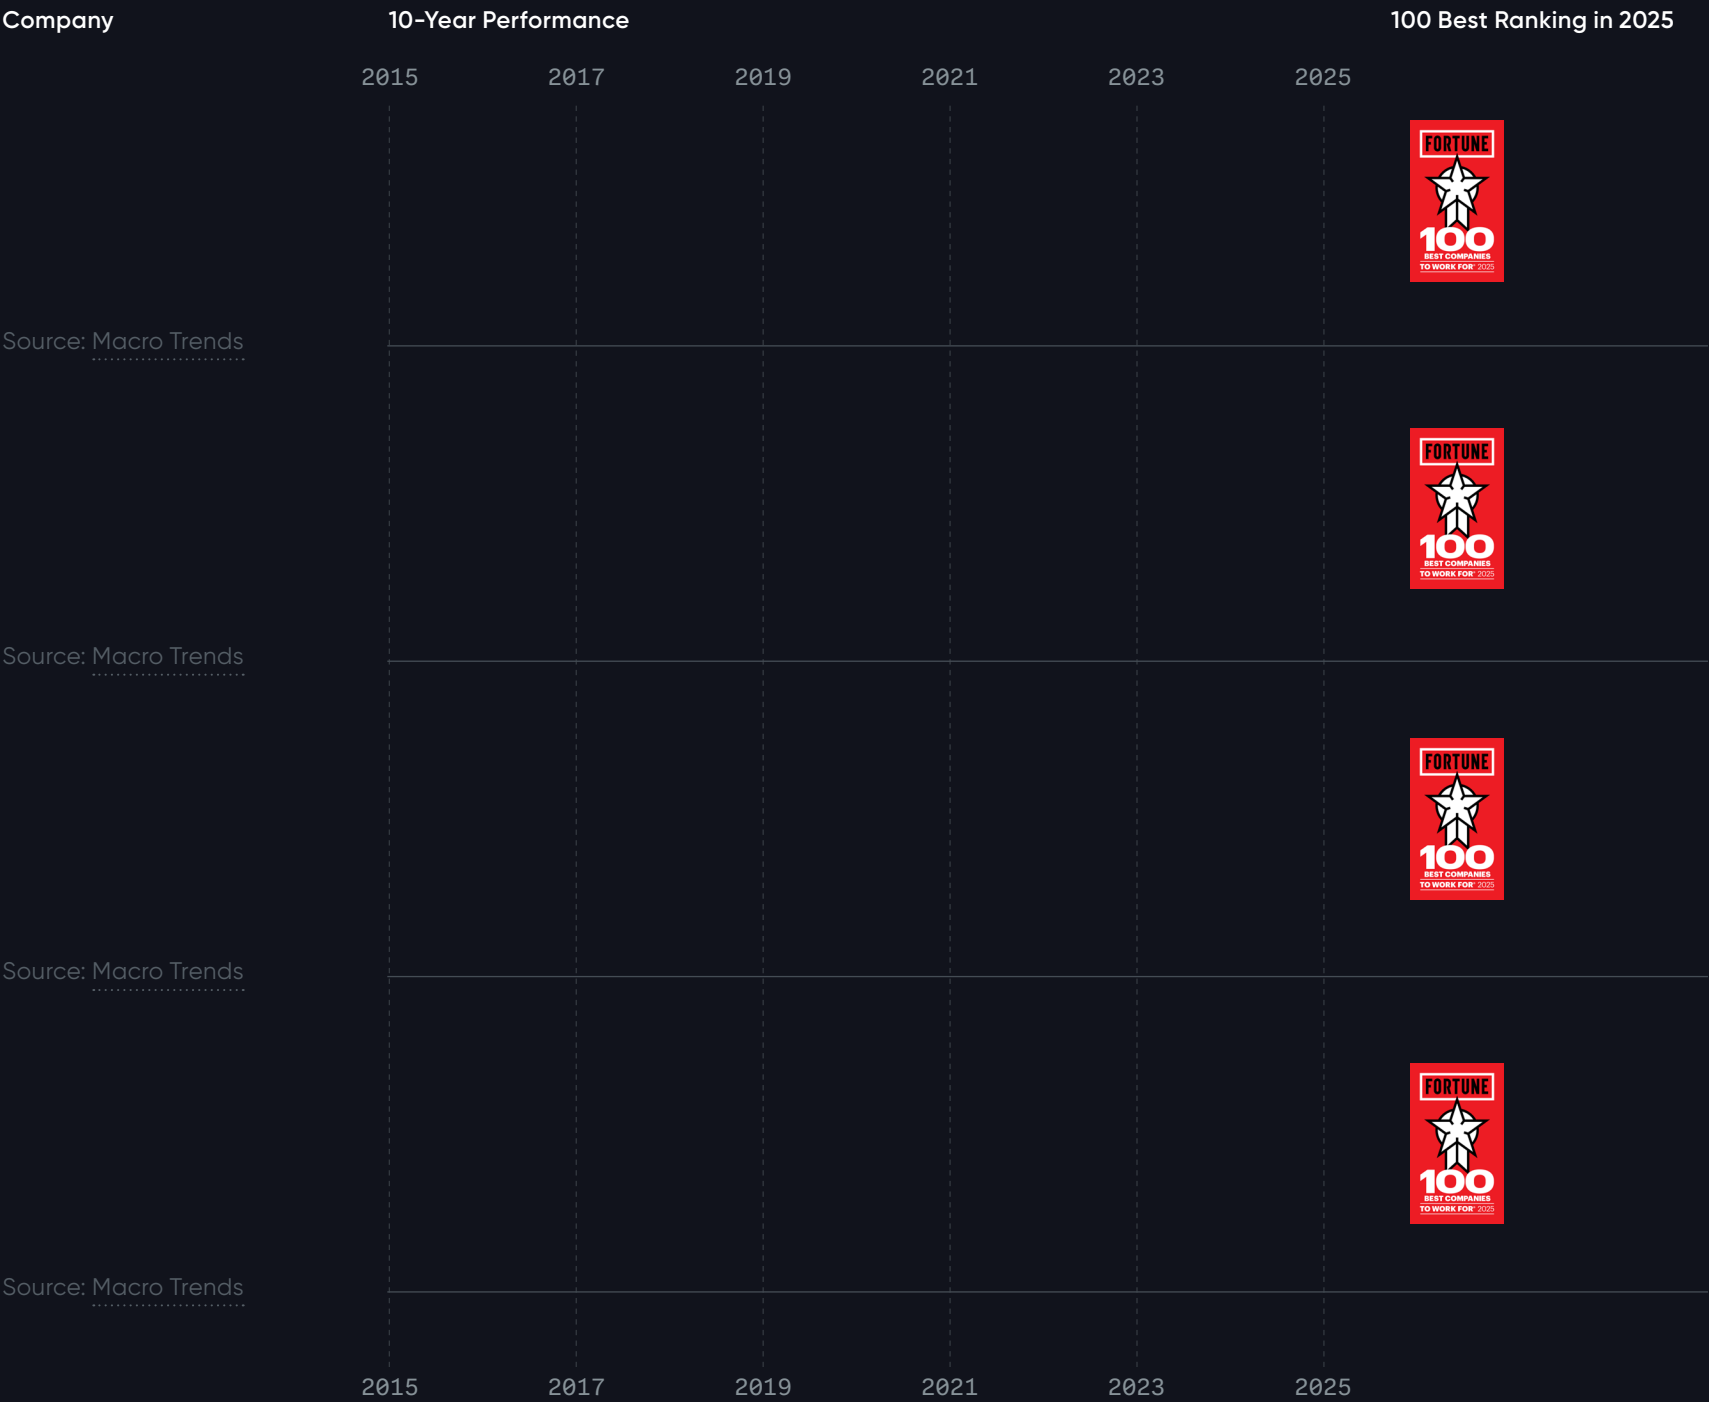 Company 10-Year Performance 100 Best Ranking in 2025
2015 2017 2019 2021 2023 2025
FORTUNE
100
BEST COMPANIES
TO WORK FOR® 2025
Source: Macro Trends
FORTUNE
100
BEST COMPANIES
TO WORK FOR® 2025
Source: Macro Trends
FORTUNE
100
BEST COMPANIES
TO WORK FOR® 2025
Source: Macro Trends
FORTUNE
100
BEST COMPANIES
TO WORK FOR® 2025
Source: Macro Trends
2015 2017 2019 2021 2023 2025